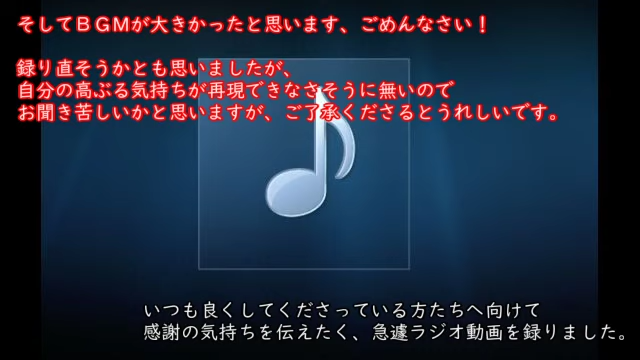 そしてＢＧＭが大きかったと思います、ごめんなさい！
録り直そうかとも思いましたが、
自分の高ぶる気持ちが再現できなさそうに無いので
お聞き苦しいかと思いますが、ご了承くださるとうれしいです。
いつも良くしてくださっている方たちへ向けて
感謝の気持ちを伝えたく、急遽ラジオ動画を録りました。